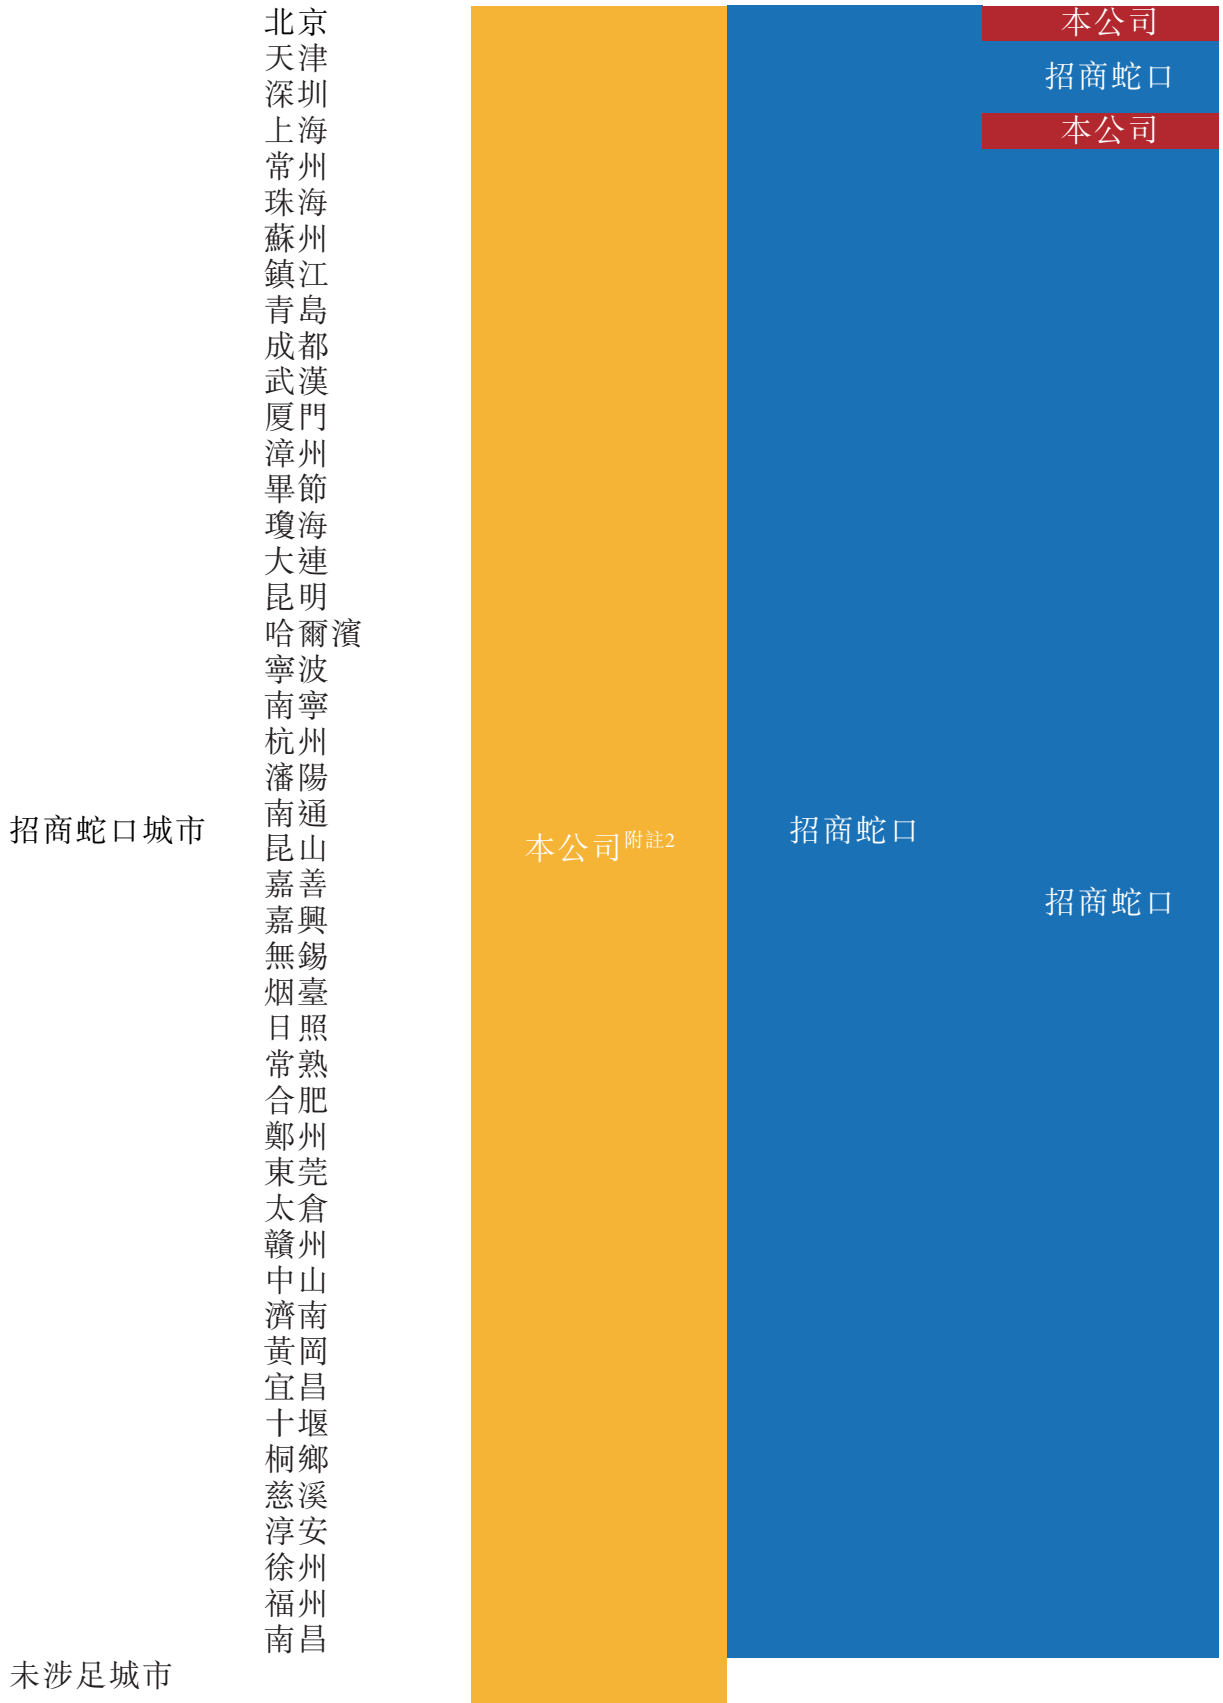 北京 本公司
天津
招商蛇口
深圳
上海 本公司
常州
珠海
蘇州
鎮江
青島
成都
武漢
厦門
漳州
畢節
瓊海
大連
昆明
哈爾濱
寧波
南寧
杭州
瀋陽
南通
招商蛇口城市 招商蛇口
昆山 本公司附註2
嘉善
招商蛇口
嘉興
無錫
烟臺
日照
常熟
合肥
鄭州
東莞
太倉
贛州
中山
濟南
黃岡
宜昌
十堰
桐鄉
慈溪
淳安
徐州
福州
南昌
未涉足城市